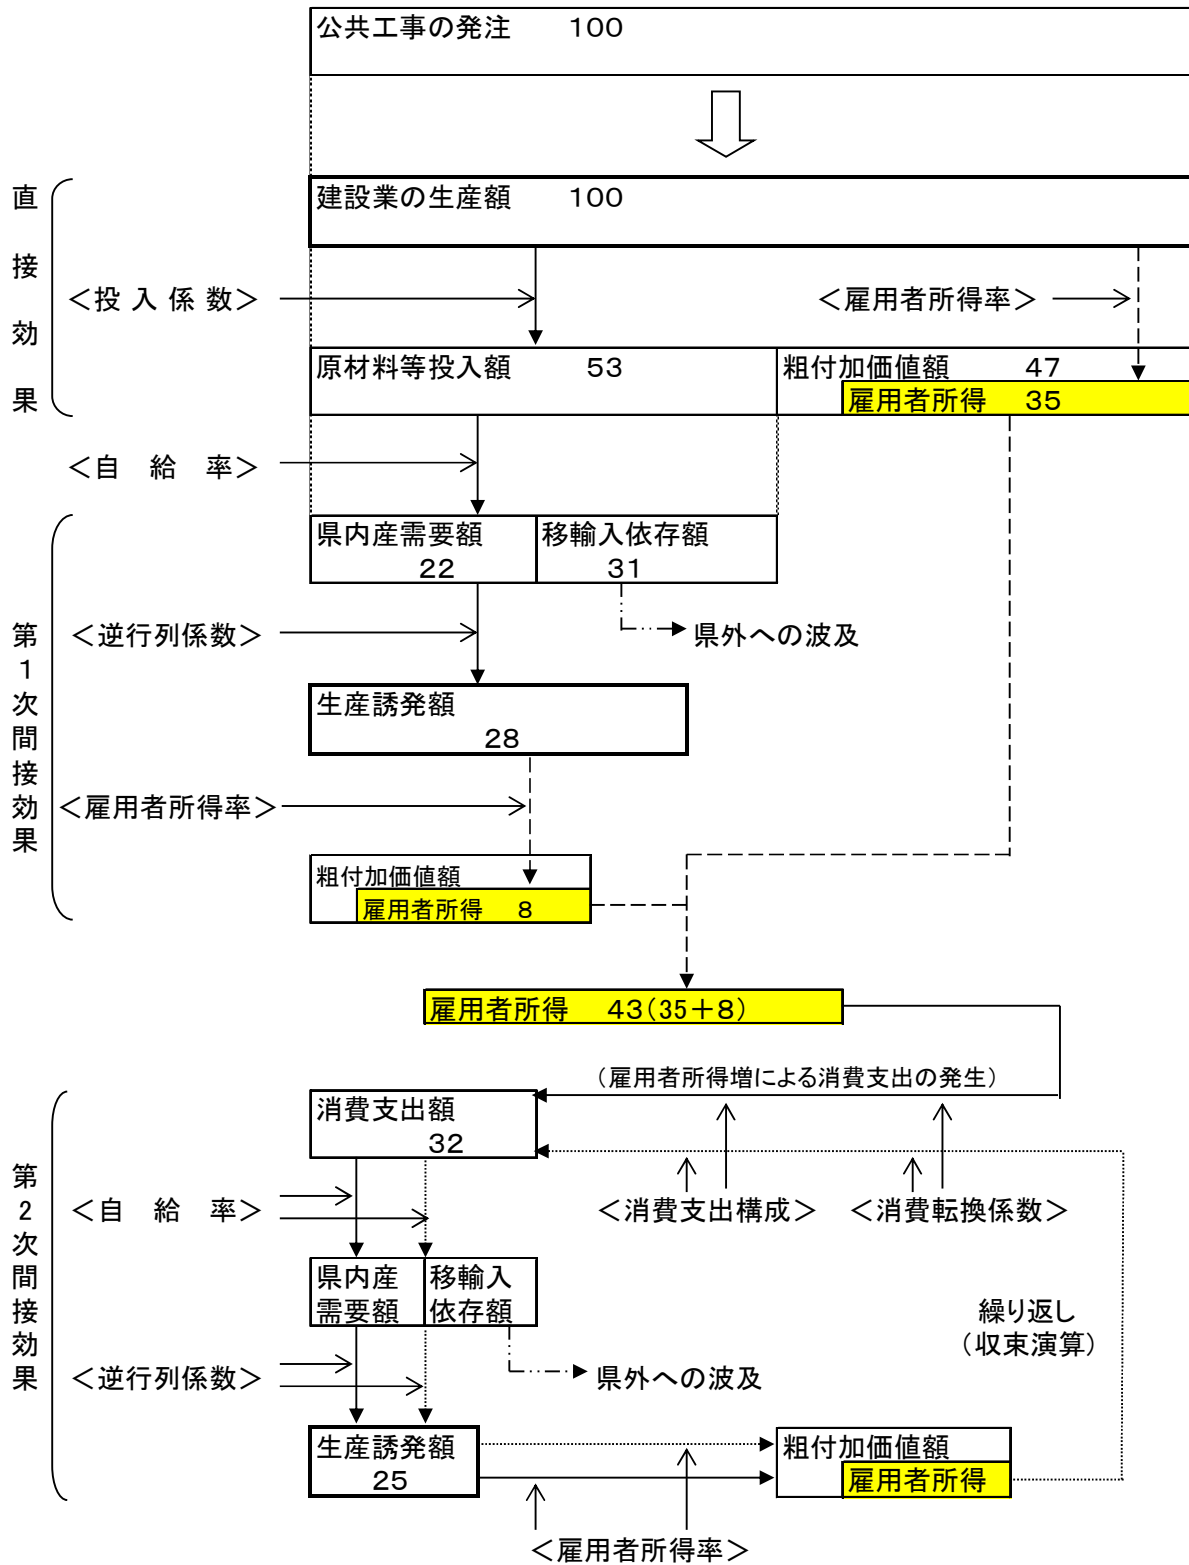 公共工事の発注　　100
直接効果
建設業の生産額　　100
＜投 入 係 数＞
＜雇用者所得率＞
原材料等投入額　　53
粗付加価値額　　47
雇用者所得　35
＜自　給　率＞
県内産需要額
22
移輸入依存額
31
第1次間接効果
＜逆行列係数＞
県外への波及
生産誘発額
28
＜雇用者所得率＞
粗付加価値額
雇用者所得　8
雇用者所得　43(35＋8)
（雇用者所得増による消費支出の発生）
消費支出額
32
第2次間接効果
＜自　給　率＞
＜消費支出構成＞
＜消費転換係数＞
県内産
需要額
移輸入
依存額
繰り返し
（収束演算）
＜逆行列係数＞
県外への波及
生産誘発額
25
粗付加価値額
雇用者所得
＜雇用者所得率＞